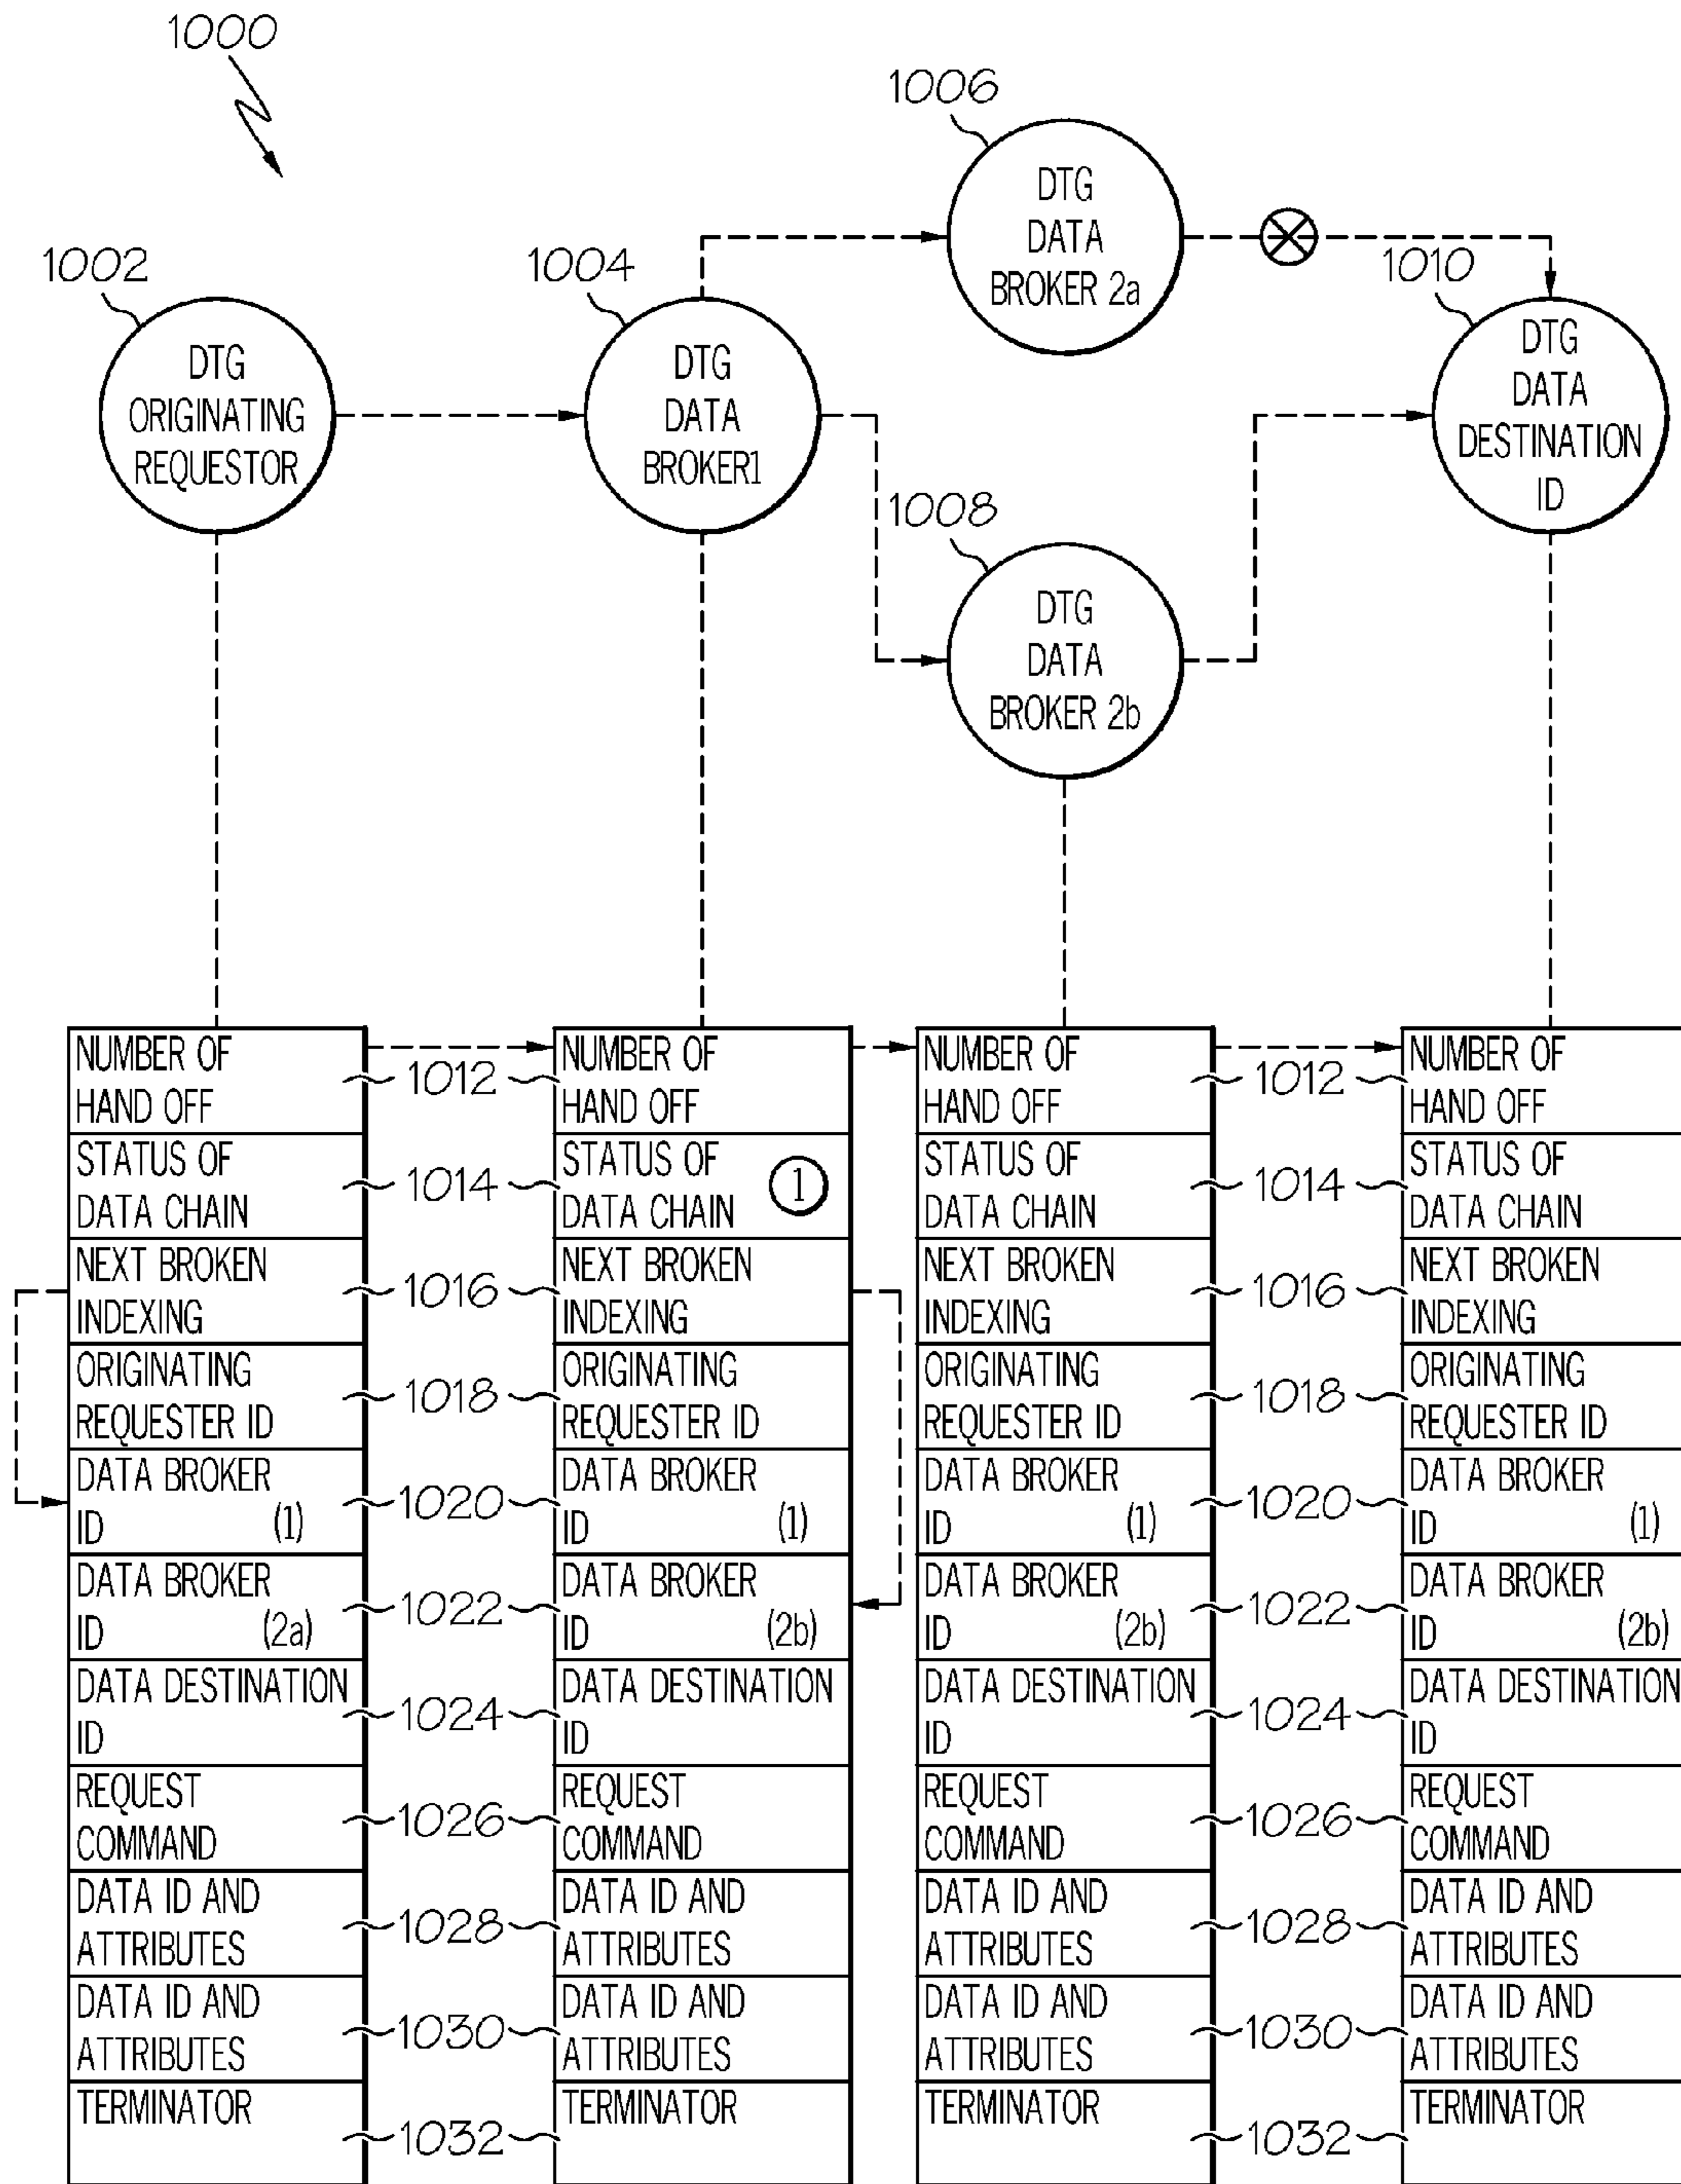 1000
1006
DTG
DATA
BROKER 2a
1002
DTG
ORIGINATING
REQUESTOR
1004
DTG
DATA
BROKER1
1010
DTG
DATA
DESTINATION
ID
1008
DTG
DATA
BROKER 2b
NUMBER OF
HAND OFF
1012
NUMBER OF
HAND OFF
NUMBER OF
HAND OFF
1012
NUMBER OF
HAND OFF
STATUS OF
DATA CHAIN
1014
STATUS OF
DATA CHAIN
1
STATUS OF
DATA CHAIN
1014
STATUS OF
DATA CHAIN
NEXT BROKEN
INDEXING
1016
NEXT BROKEN
INDEXING
NEXT BROKEN
INDEXING
1016
NEXT BROKEN
INDEXING
ORIGINATING
REQUESTER ID
1018
ORIGINATING
REQUESTER ID
ORIGINATING
REQUESTER ID
1018
ORIGINATING
REQUESTER ID
DATA BROKER
ID (1)
1020
DATA BROKER
ID (1)
DATA BROKER
ID (1)
1020
DATA BROKER
ID (1)
DATA BROKER
ID (2a)
1022
DATA BROKER
ID (2b)
DATA BROKER
ID (2b)
1022
DATA BROKER
ID (2b)
DATA DESTINATION
ID
1024
DATA DESTINATION
ID
DATA DESTINATION
ID
1024
DATA DESTINATION
ID
REQUEST
COMMAND
1026
REQUEST
COMMAND
REQUEST
COMMAND
1026
REQUEST
COMMAND
DATA ID AND
ATTRIBUTES
1028
DATA ID AND
ATTRIBUTES
DATA ID AND
ATTRIBUTES
1028
DATA ID AND
ATTRIBUTES
DATA ID AND
ATTRIBUTES
1030
DATA ID AND
ATTRIBUTES
DATA ID AND
ATTRIBUTES
1030
DATA ID AND
ATTRIBUTES
TERMINATOR
1032
TERMINATOR
TERMINATOR
1032
TERMINATOR